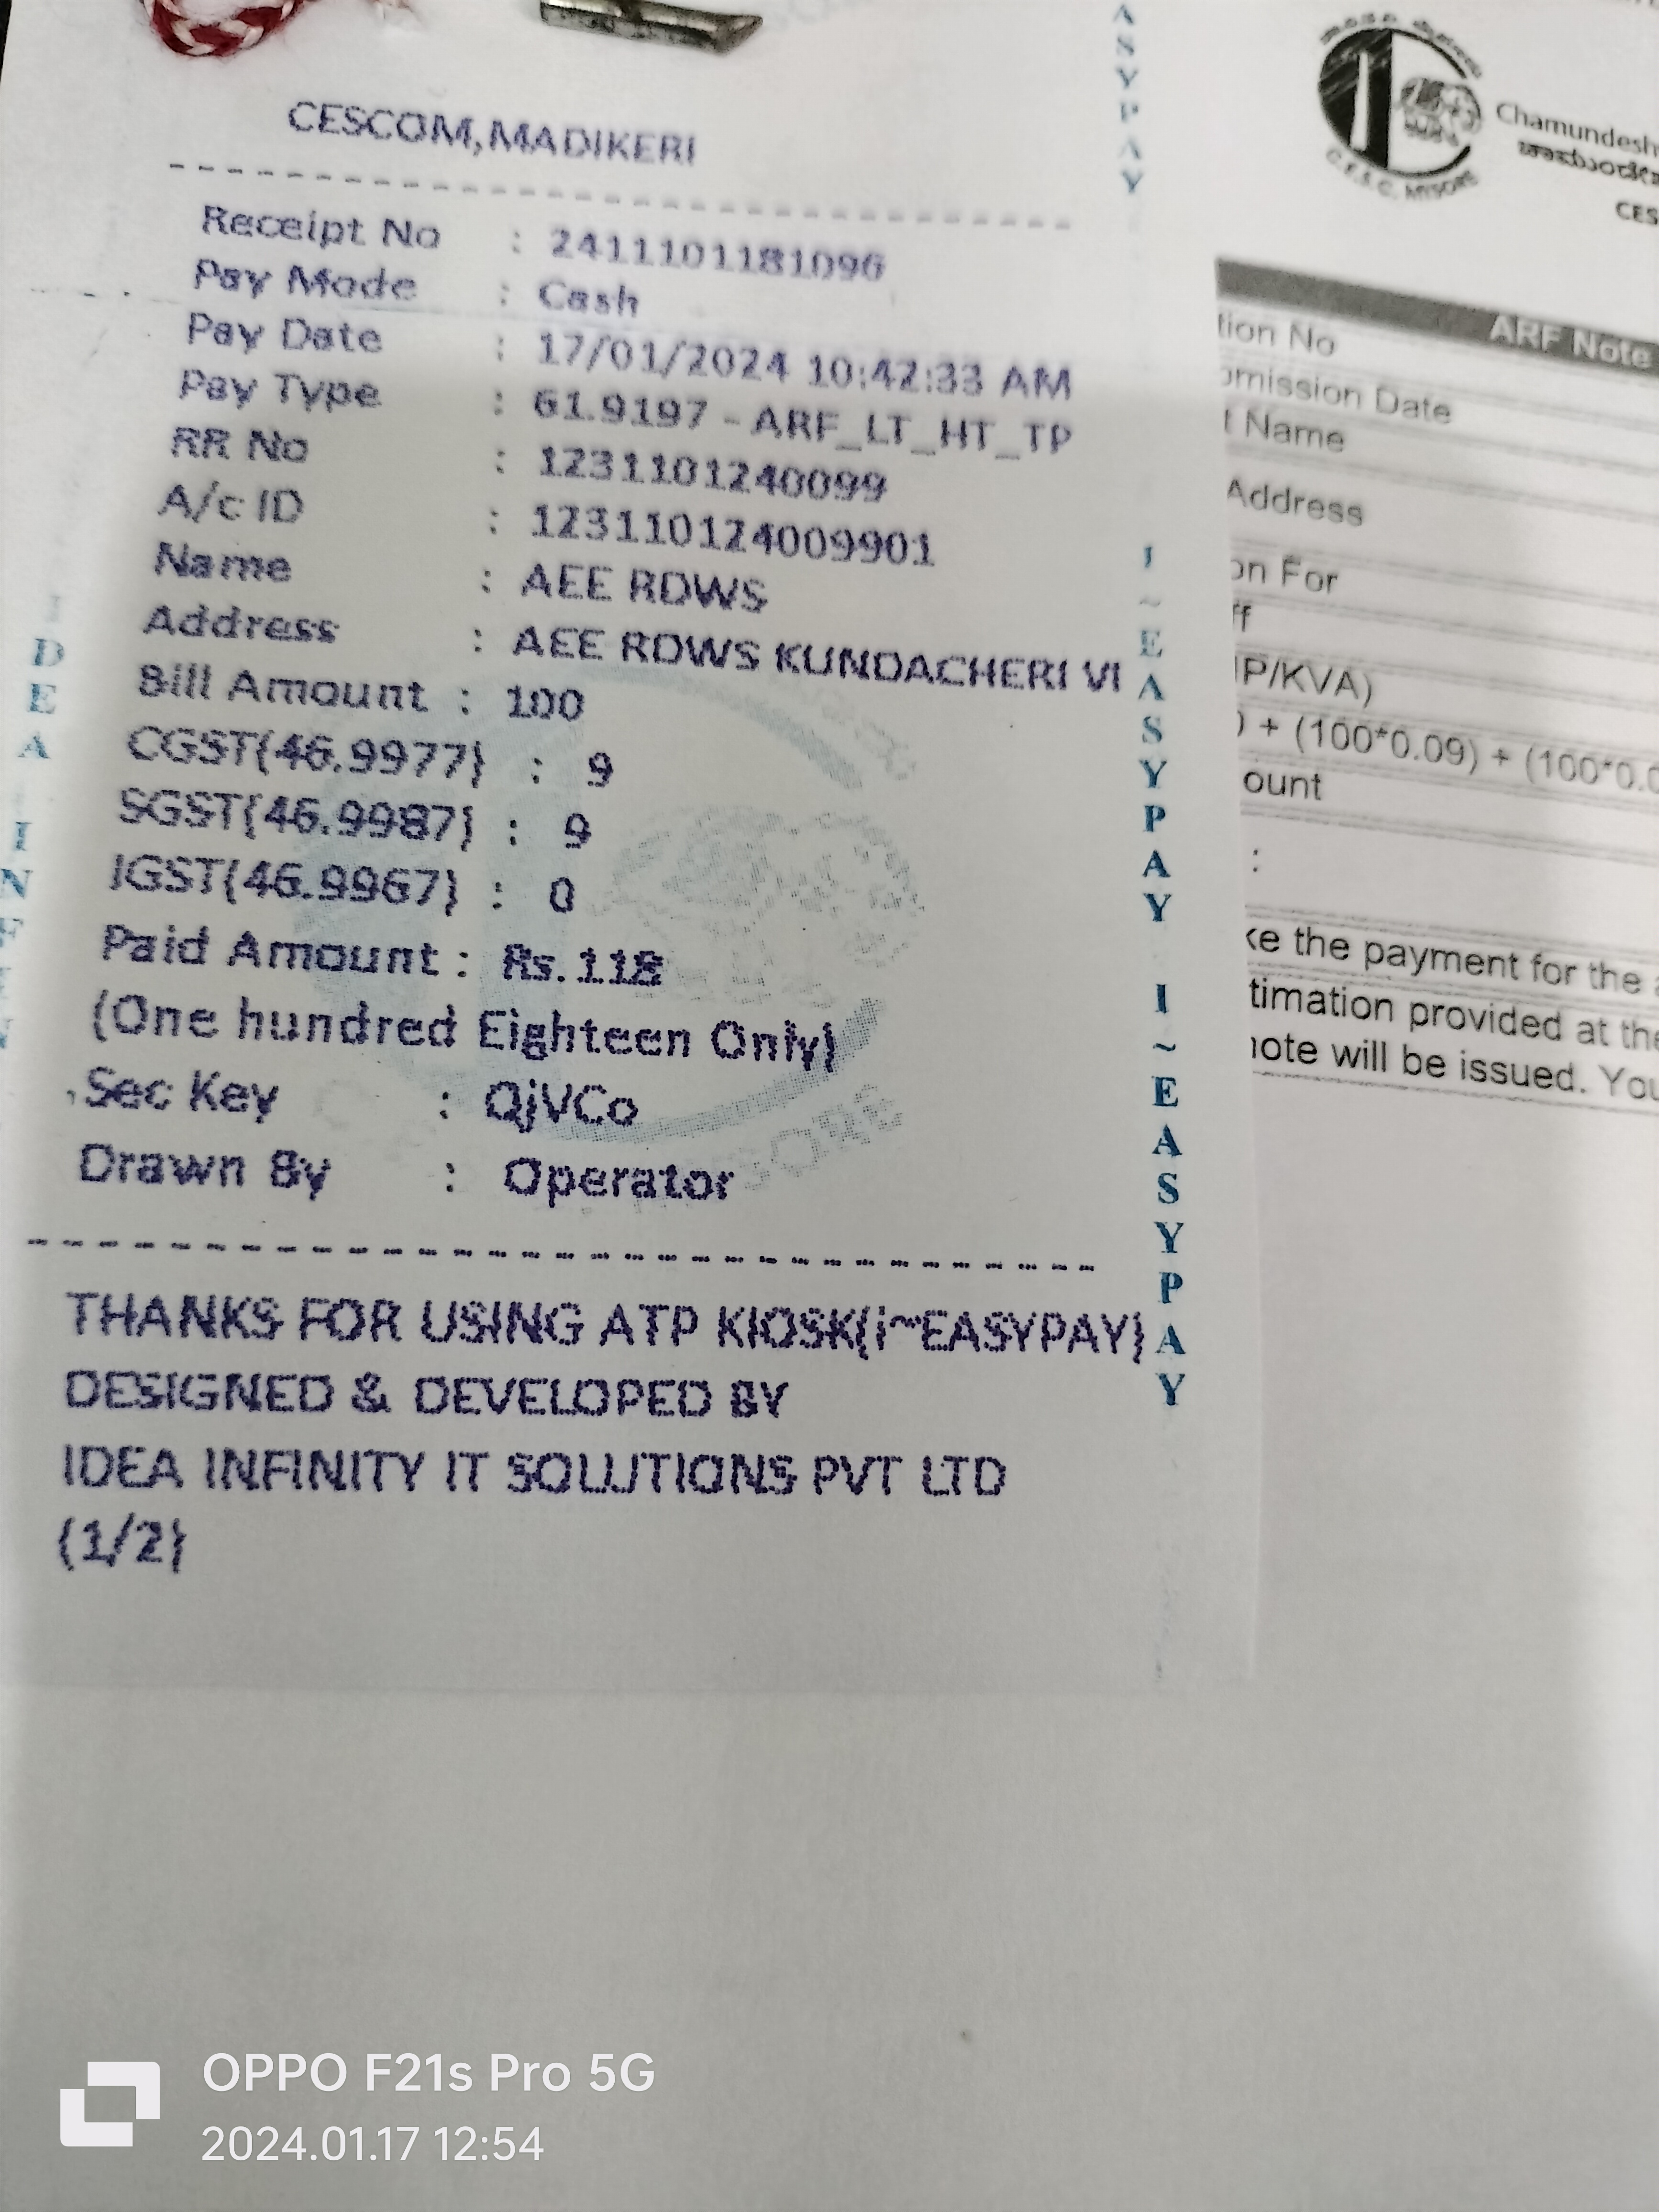 CESCOM,MADIKERI
Receipt No : 2411101181096
Pay Mode : Cash
Pay Date : 17/01/2024 10:42:33 AM
Pay Type : 61.9197 - ARF_LT_HT_TP
RR No : 1231101240099
A/c ID : 123110124009901
Name : AEE RDWS
Address : AEE RDWS KUNDACHERI VI
Bill Amount : 100
CGST(46.9977) : 9
SGST(46.9987) : 9
IGST(46.9967) : 0
Paid Amount : Rs.118
(One hundred Eighteen Only)
Sec Key : QjVCo
Drawn By : Operator
THANKS FOR USING ATP KIOSK(i~EASYPAY)
DESIGNED & DEVELOPED BY
IDEA INFINITY IT SOLUTIONS PVT LTD
(1/2)
ASYPAY
I~EASYPAY
I~EASYPAY
IDEA INF
C.E.S.C. MYSORE
Chamundesh
CES
ARF Note
tion No
mission Date
t Name
Address
on For
ff
IP/KVA)
) + (100*0.09) + (100*0.0
ount
:
ke the payment for the
timation provided at the
note will be issued. You
OPPO F21s Pro 5G
2024.01.17 12:54